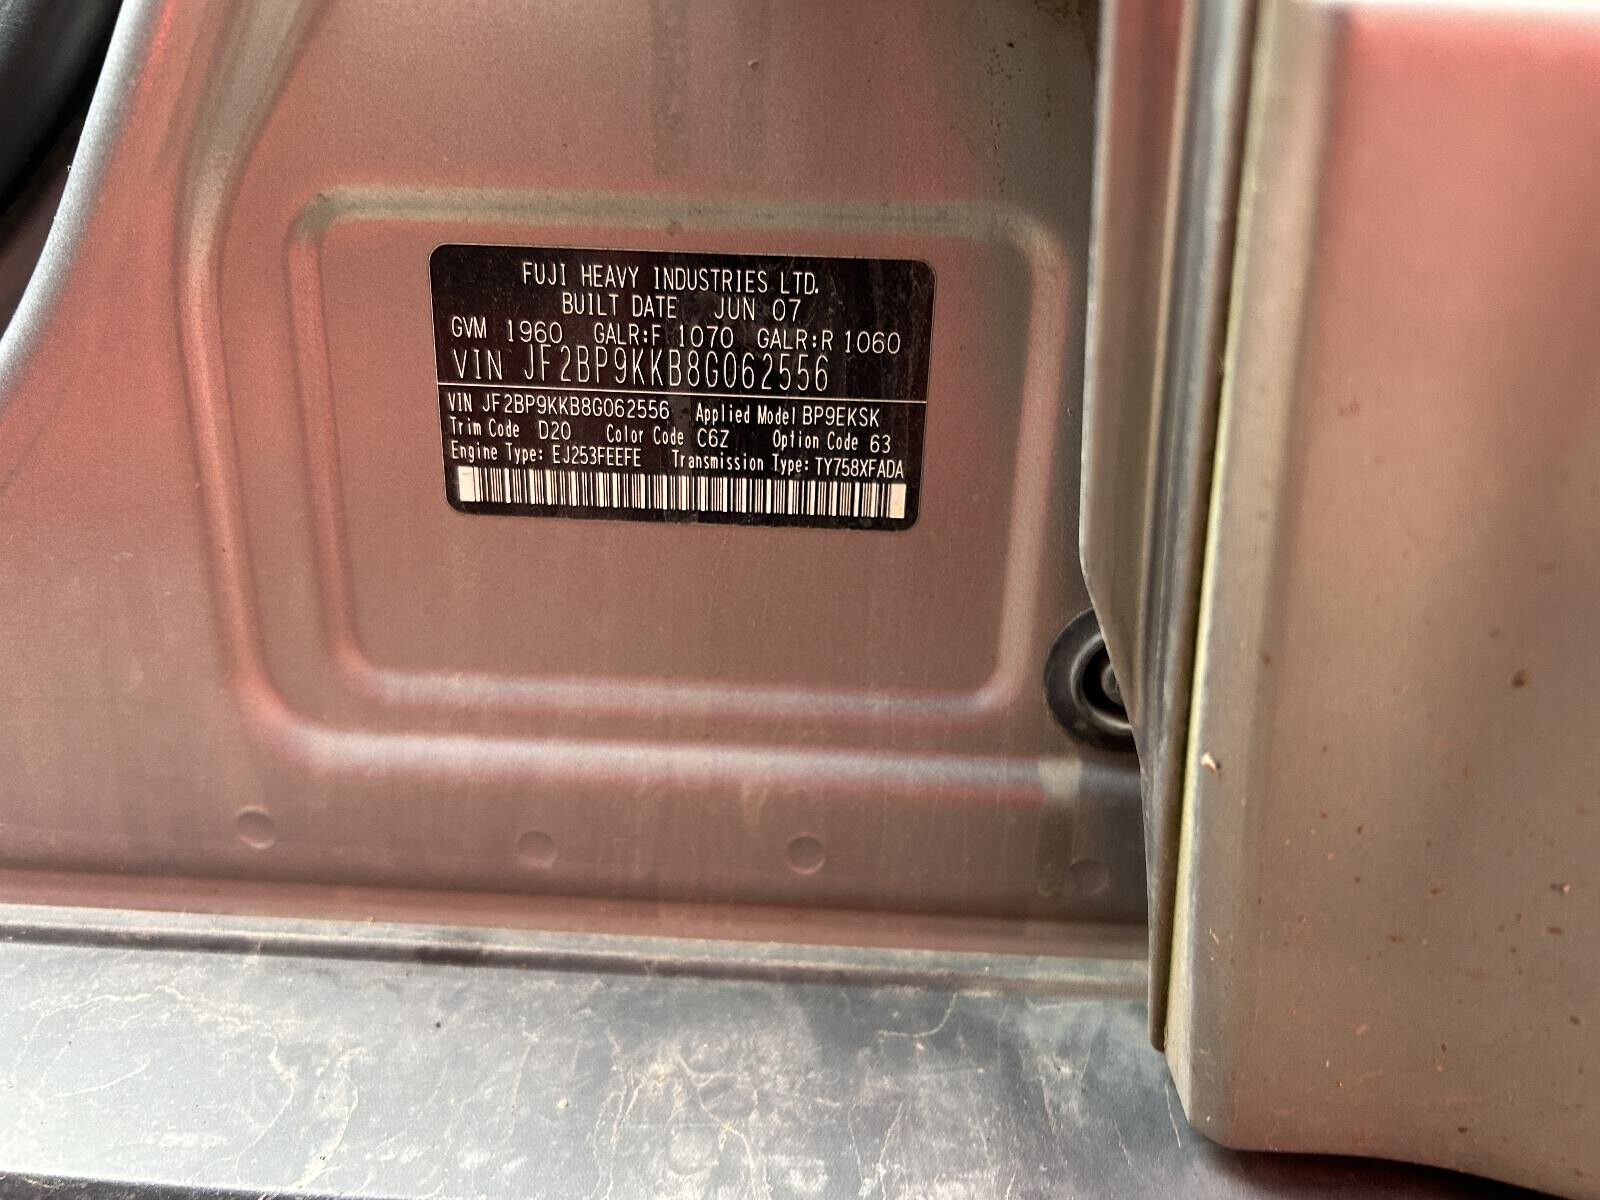 FUJI HEAVY INDUSTRIES LTD.
BUILT DATE JUN 07
GVM 1960 GALR:F 1070 GALR:R 1060
VIN JF2BP9KKB8G062556
VIN JF2BP9KKB8G062556 Applied Model BP9EKSK
Trim Code D20 Color Code C6Z Option Code 63
Engine Type: EJ253FEEFE Transmission Type: TY758XFADA